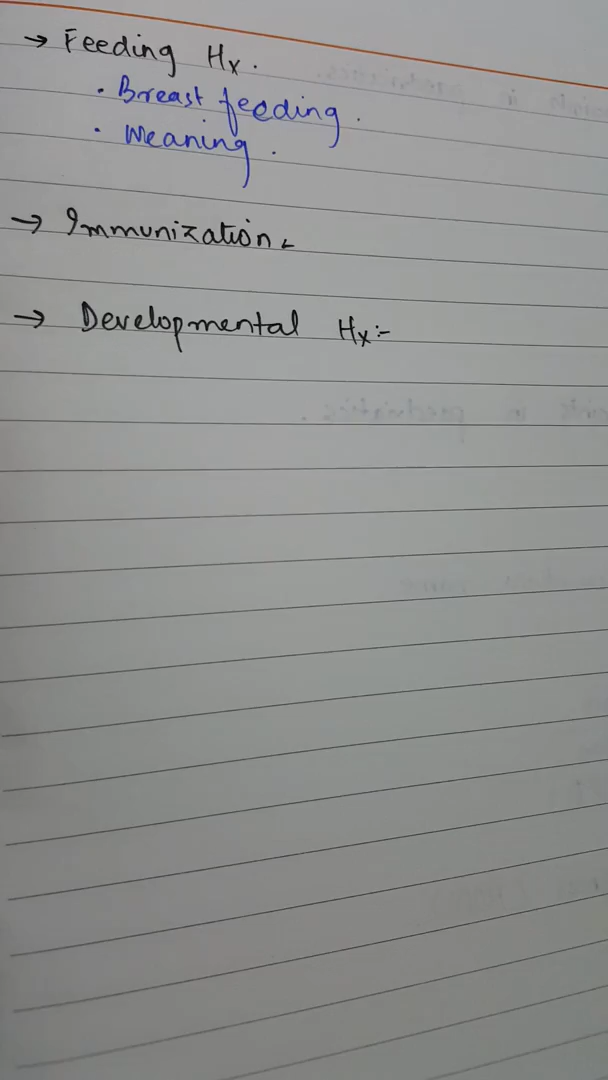 → Feeding Hx.
• Breast feeding.
• Weaning.
→ Immunization
→ Developmental Hx:-